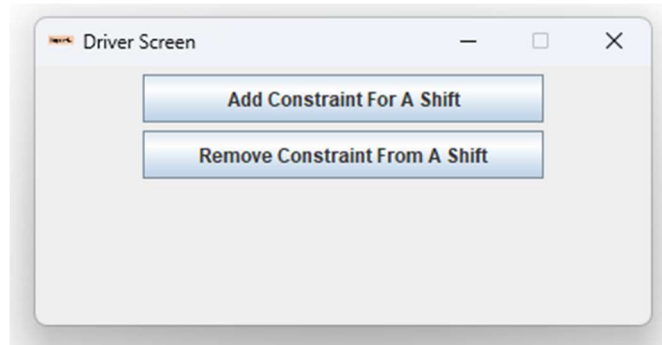 Driver Screen
Add Constraint For A Shift
Remove Constraint From A Shift